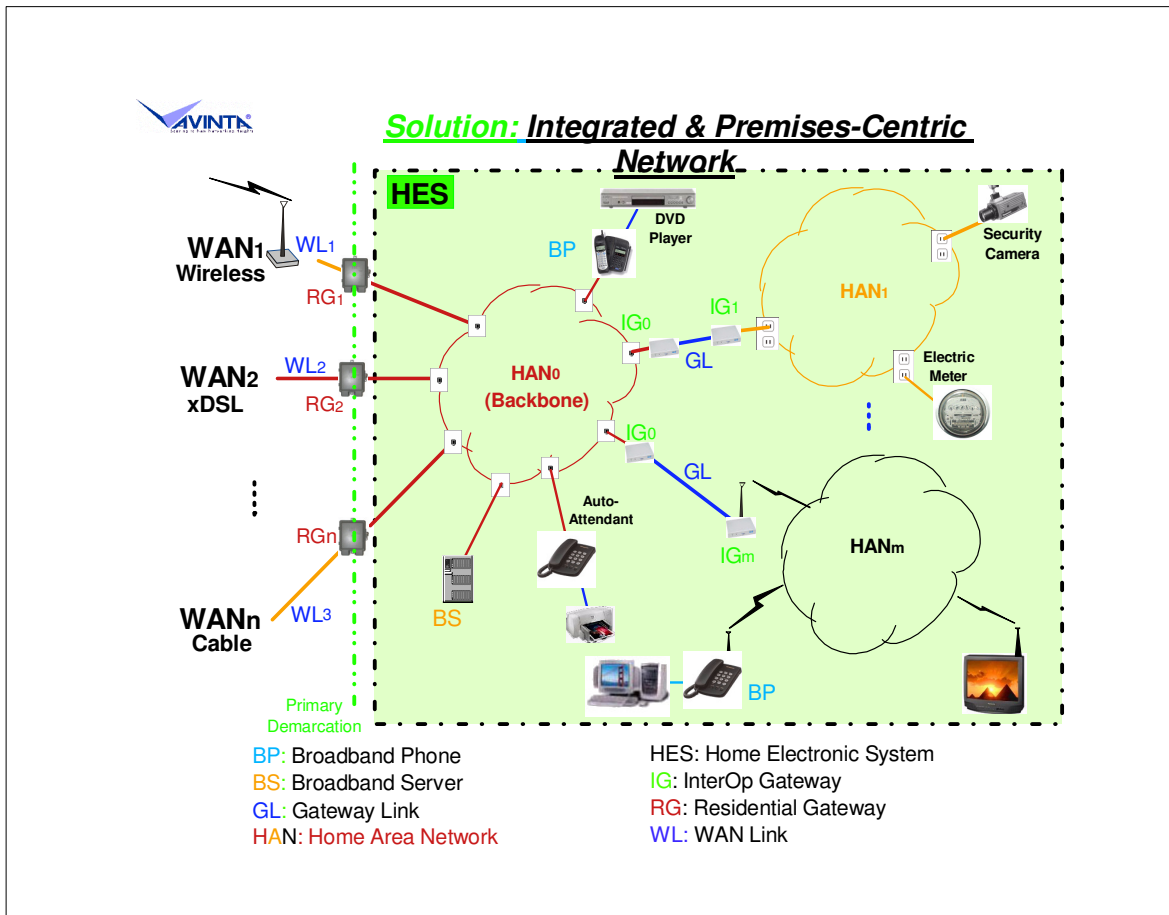 AVINTA®
Solution: Integrated & Premises-Centric
Network
HES
DVD
Player
BP
Security
Camera
WAN1
Wireless
WL1
RG1
HAN1
IG0
IG1
GL
WAN2
xDSL
WL2
RG2
HAN0
(Backbone)
Electric
Meter
IG0
GL
Auto-
Attendant
RGn
IGm
HANm
WANn
Cable
WL3
BS
BP
Primary
Demarcation
BP: Broadband Phone
BS: Broadband Server
GL: Gateway Link
HAN: Home Area Network
HES: Home Electronic System
IG: InterOp Gateway
RG: Residential Gateway
WL: WAN Link